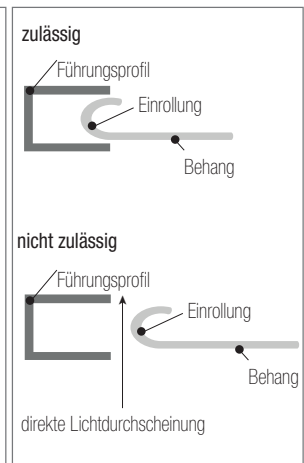 zulässig
Führungsprofil
Einrollung
Behang
nicht zulässig
Führungsprofil
Einrollung
Behang
direkte Lichtdurchscheinung